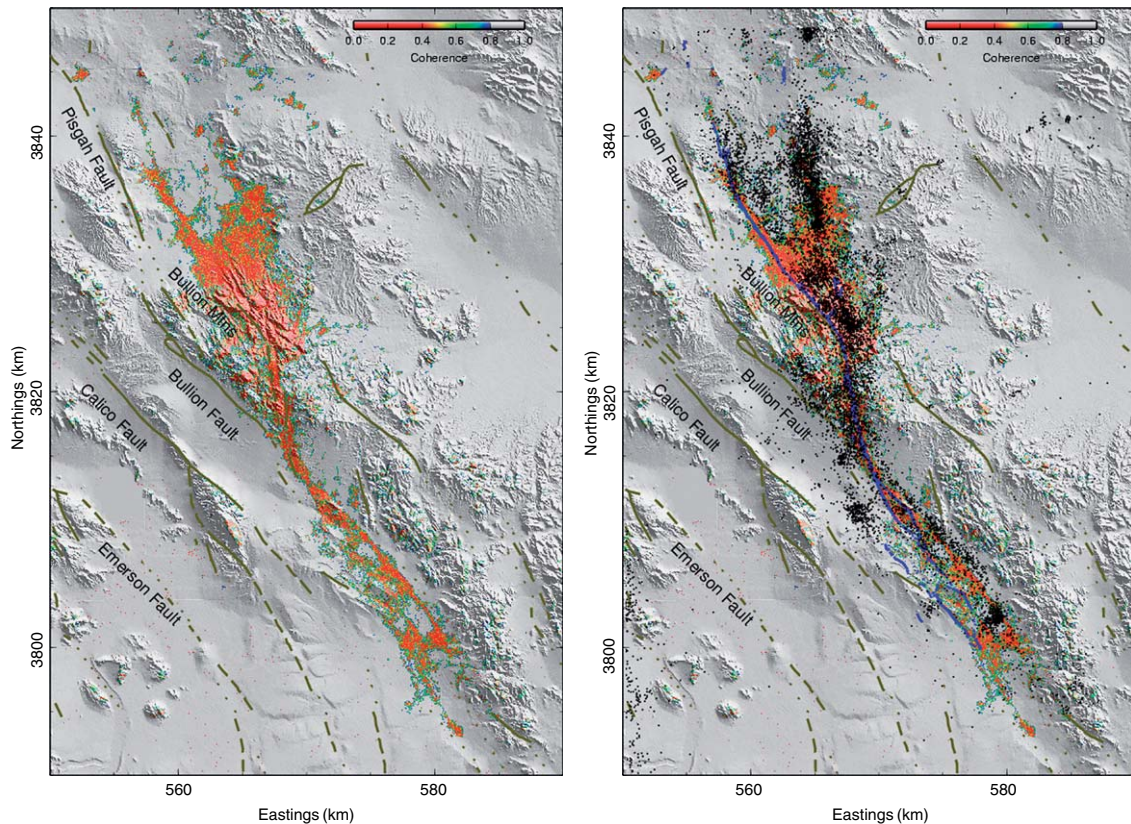 0.0 0.2 0.4 0.6 0.8 1.0
Coherence
Pisgah Fault
Bullion Mtns
Bullion Fault
Calico Fault
Emerson Fault
3840
3820
3800
Northings (km)
560
580
Eastings (km)
0.0 0.2 0.4 0.6 0.8 1.0
Coherence
Pisgah Fault
Bullion Mtns
Bullion Fault
Calico Fault
Emerson Fault
3840
3820
3800
Northings (km)
560
580
Eastings (km)